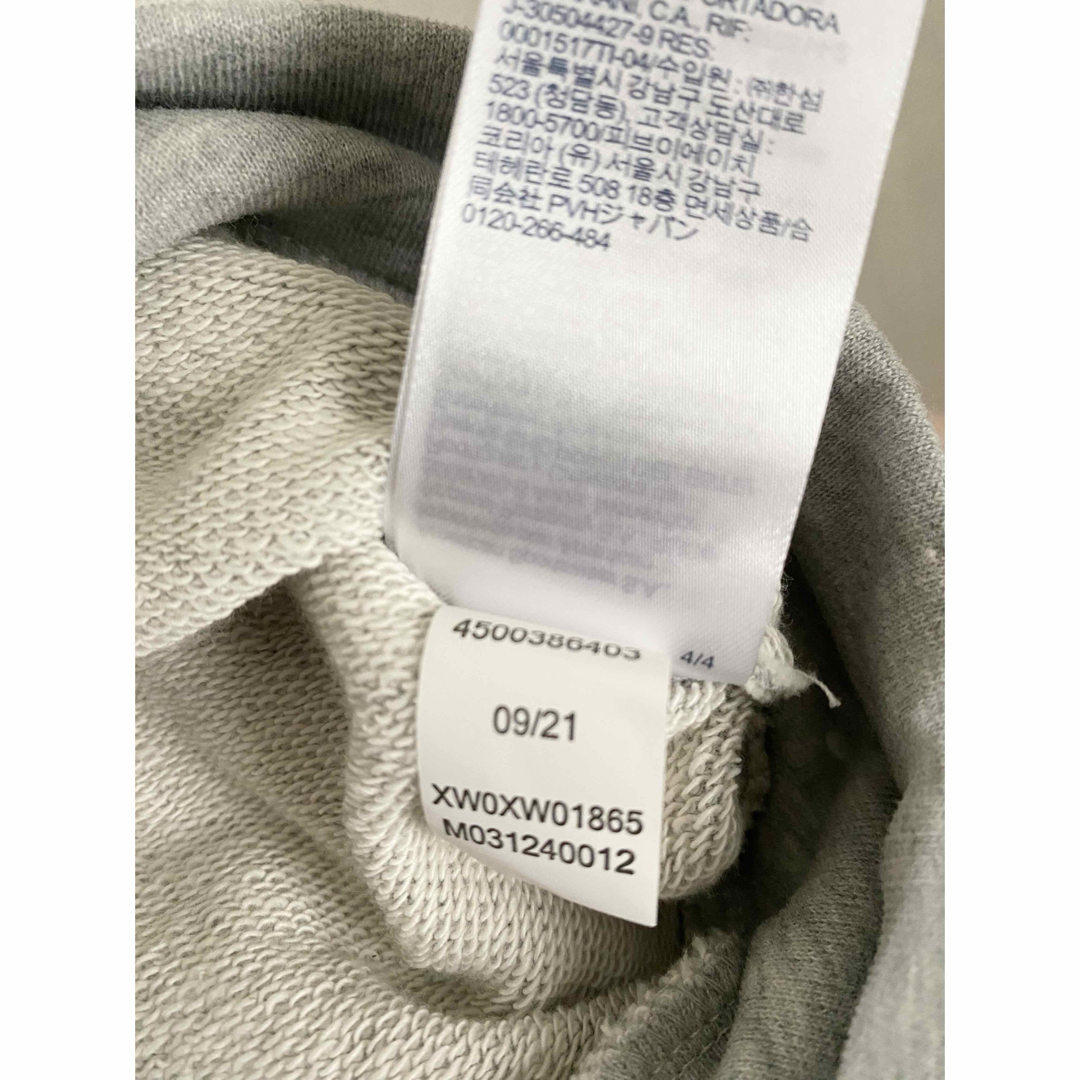 PORTADORA
C.A. RIF:
J-30504427-9 RES:
0001517TI-04/수입원 : ㈜한섬
서울특별시 강남구 도산대로
523 (청담동), 고객상담실 :
1800-5700/피브이에이치
코리아 (유) 서울시 강남구
테헤란로 508 18층 면세상품/合
同会社 PVHジャパン
0120-266-484
4/4
4500386403
09/21
XW0XW01865
M031240012